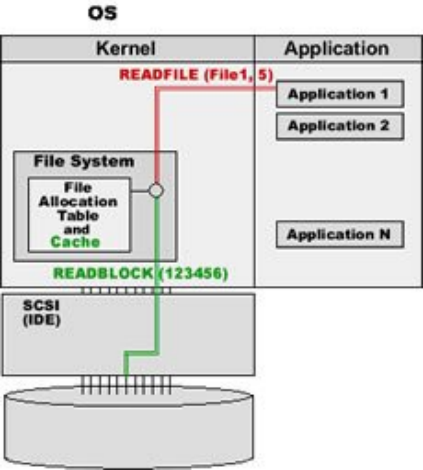 OS
Kernel
Application
READFILE (File1, 5)
Application 1
Application 2
File System
File
Allocation
Table
and
Cache
Application N
READBLOCK (123456)
SCSI
(IDE)